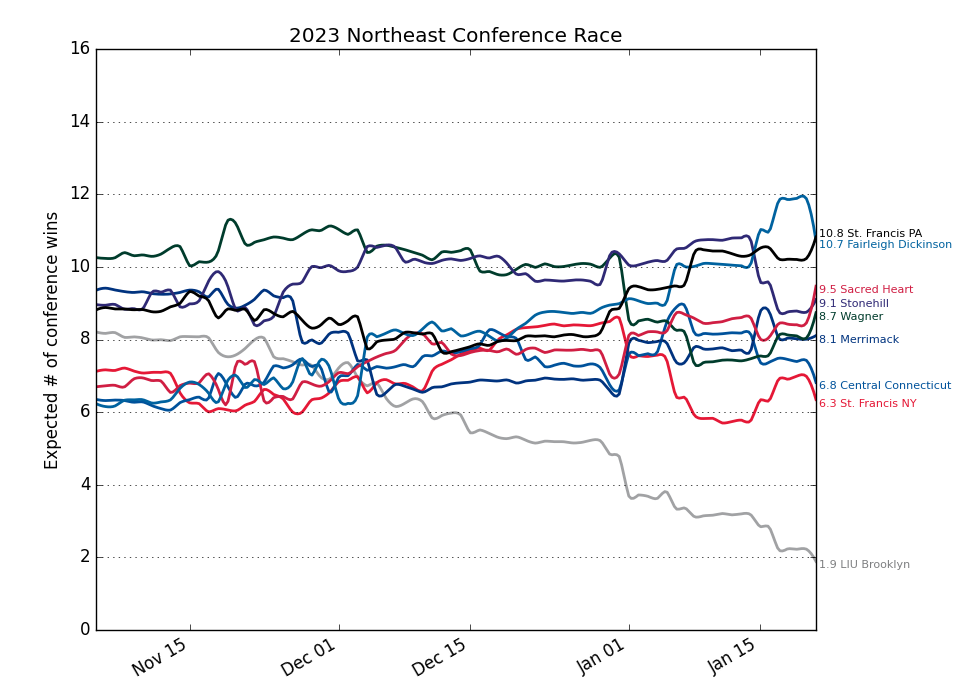 2023 Northeast Conference Race
Expected # of conference wins
16
14
12
10
8
6
4
2
0
Nov 15
Dec 01
Dec 15
Jan 01
Jan 15
10.8 St. Francis PA
10.7 Fairleigh Dickinson
9.5 Sacred Heart
9.1 Stonehill
8.7 Wagner
8.1 Merrimack
6.8 Central Connecticut
6.3 St. Francis NY
1.9 LIU Brooklyn